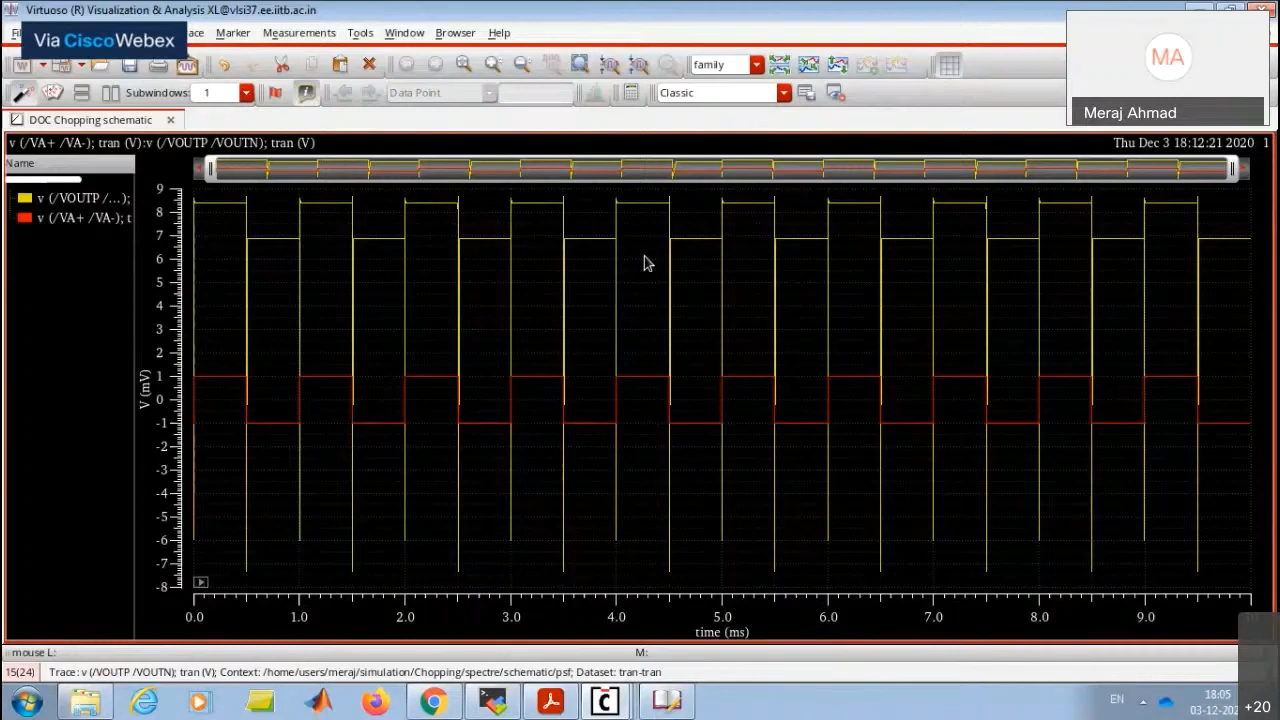 Virtuoso (R) Visualization & Analysis XL@vlsi37.ee.iitb.ac.in
Via CiscoWebex
Marker Measurements Tools Window Browser Help
family
Subwindows: 1
Data Point
Classic
MA
Meraj Ahmad
DOC Chopping schematic
v (/VA+ /VA-); tran (V):v (/VOUTP /VOUTN); tran (V)
Thu Dec 3 18:12:21 2020 1
Name
v (/VOUTP /...);
v (/VA+ /VA-); t
9
8
7
6
5
4
3
2
1
0
-1
-2
-3
-4
-5
-6
-7
-8
V (mV)
0.0 1.0 2.0 3.0 4.0 5.0 6.0 7.0 8.0 9.0 10
time (ms)
mouse L: M:
15(24) Trace: v (/VOUTP /VOUTN); tran (V); Context: /home/users/meraj/simulation/Chopping/spectre/schematic/psf; Dataset: tran-tran
EN
18:05
03-12-202
+20